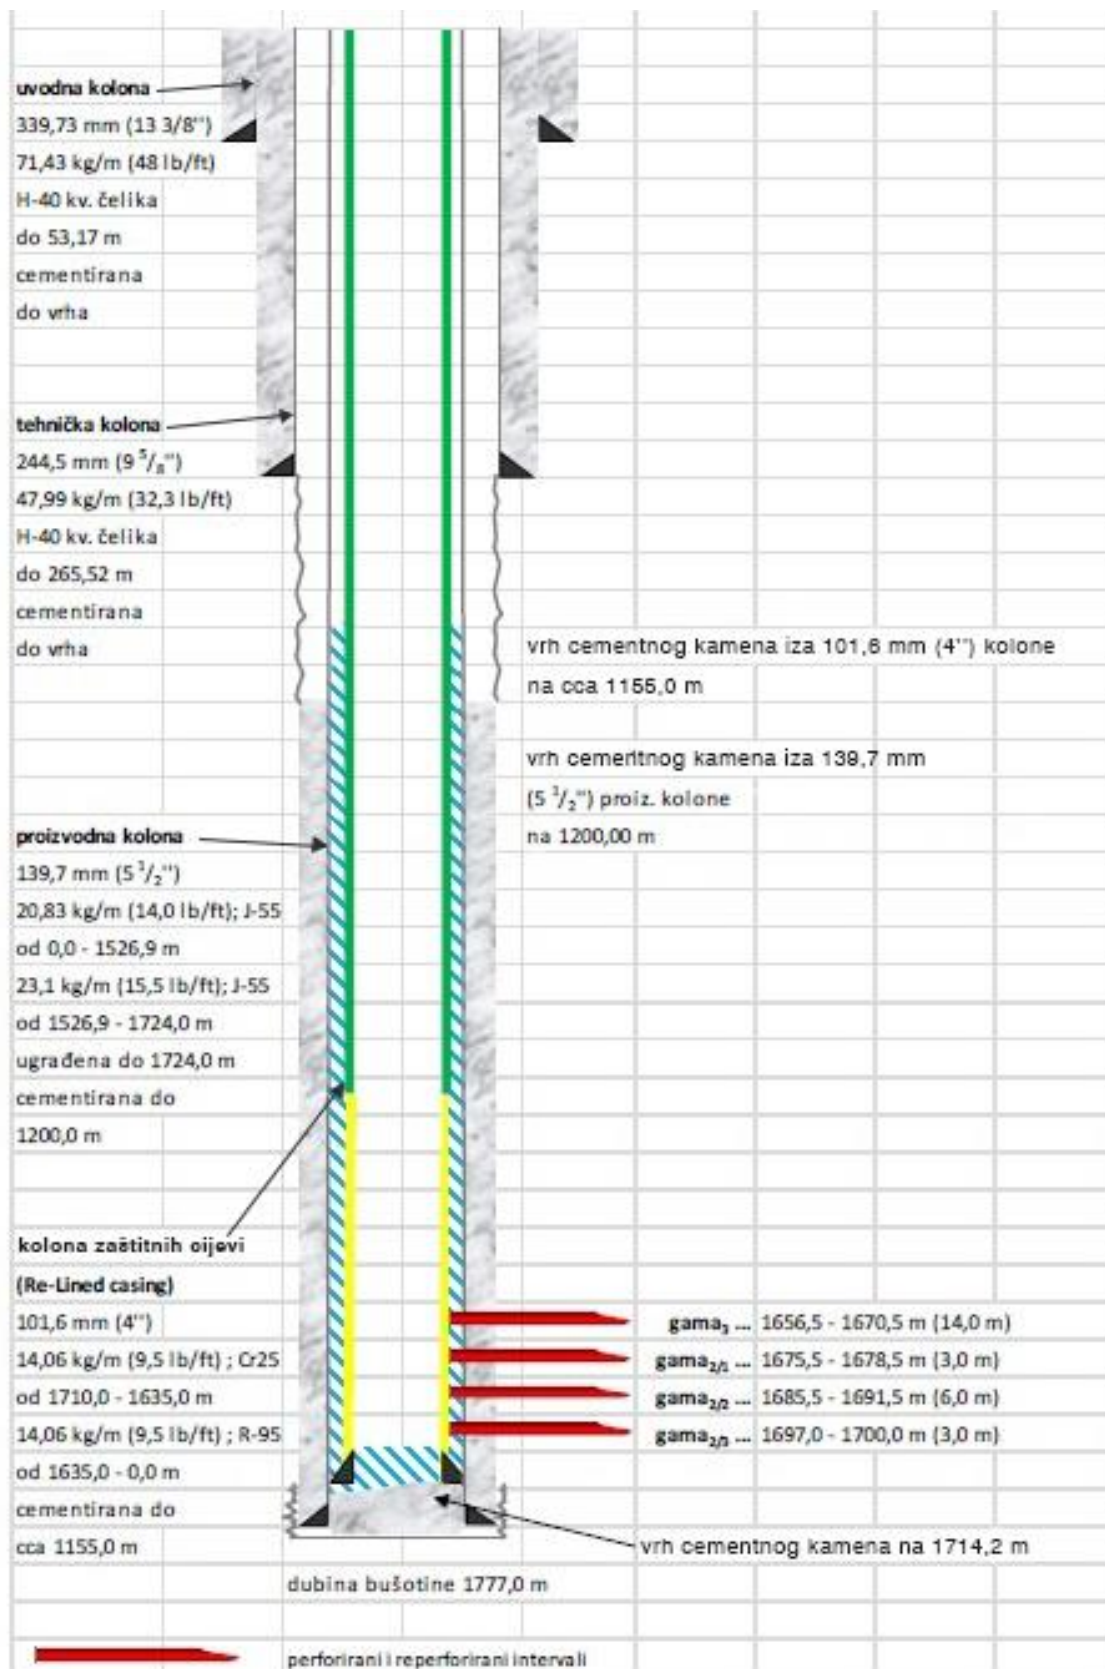 uvodna kolona
339,73 mm (13 3/8'')
71,43 kg/m (48 lb/ft)
H-40 kv. čelika
do 53,17 m
cementirana
do vrha
tehnička kolona
244,5 mm (9 5/8'')
47,99 kg/m (32,3 lb/ft)
H-40 kv. čelika
do 265,52 m
cementirana
do vrha
vrh cementnog kamena iza 101,6 mm (4'') kolone
na cca 1155,0 m
vrh cementnog kamena iza 139,7 mm
(5 1/2'') proiz. kolone
na 1200,00 m
proizvodna kolona
139,7 mm (5 1/2'')
20,83 kg/m (14,0 lb/ft); J-55
od 0,0 - 1526,9 m
23,1 kg/m (15,5 lb/ft); J-55
od 1526,9 - 1724,0 m
ugrađena do 1724,0 m
cementirana do
1200,0 m
kolona zaštitnih cijevi
(Re-Lined casing)
101,6 mm (4'')
14,06 kg/m (9,5 lb/ft) ; Cr25
od 1710,0 - 1635,0 m
14,06 kg/m (9,5 lb/ft) ; R-95
od 1635,0 - 0,0 m
cementirana do
cca 1155,0 m
gama3 ... 1656,5 - 1670,5 m (14,0 m)
gama2/1 ... 1675,5 - 1678,5 m (3,0 m)
gama2/2 ... 1685,5 - 1691,5 m (6,0 m)
gama2/3 ... 1697,0 - 1700,0 m (3,0 m)
vrh cementnog kamena na 1714,2 m
dubina bušotine 1777,0 m
perforirani i reperforirani intervali